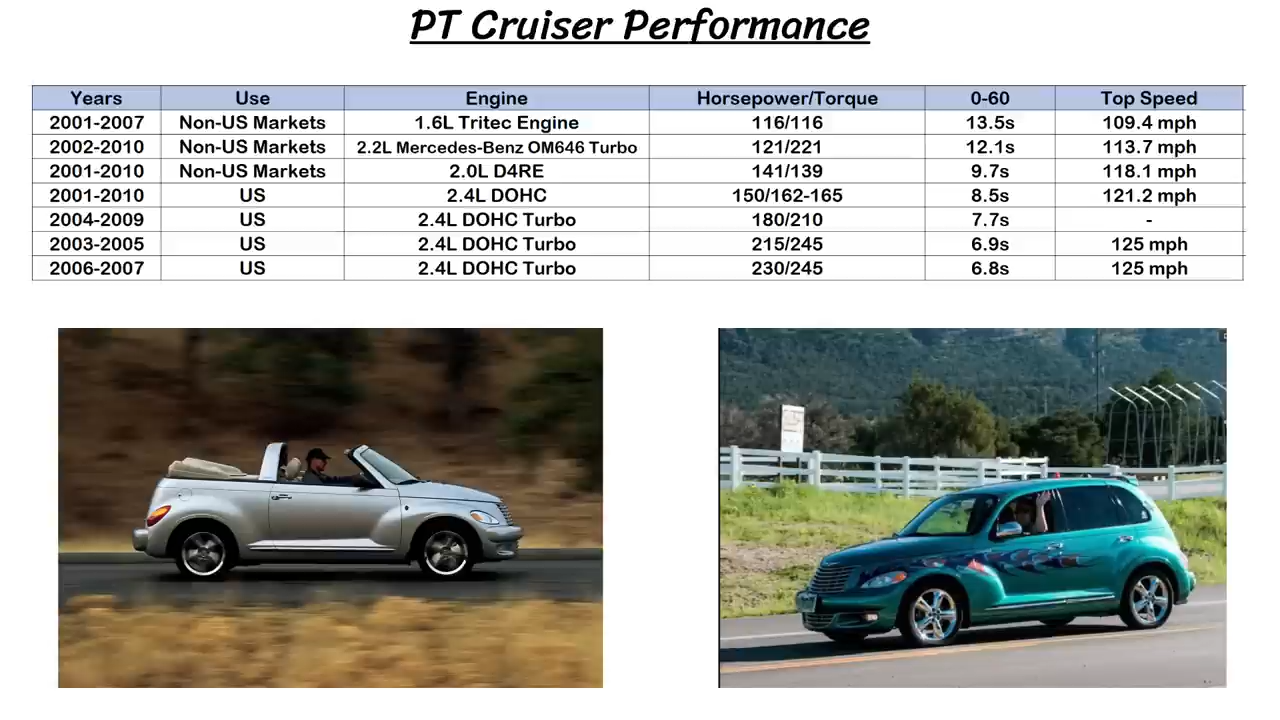 PT Cruiser Performance
Years Use Engine Horsepower/Torque 0-60 Top Speed
2001-2007 Non-US Markets 1.6L Tritec Engine 116/116 13.5s 109.4 mph
2002-2010 Non-US Markets 2.2L Mercedes-Benz OM646 Turbo 121/221 12.1s 113.7 mph
2001-2010 Non-US Markets 2.0L D4RE 141/139 9.7s 118.1 mph
2001-2010 US 2.4L DOHC 150/162-165 8.5s 121.2 mph
2004-2009 US 2.4L DOHC Turbo 180/210 7.7s -
2003-2005 US 2.4L DOHC Turbo 215/245 6.9s 125 mph
2006-2007 US 2.4L DOHC Turbo 230/245 6.8s 125 mph